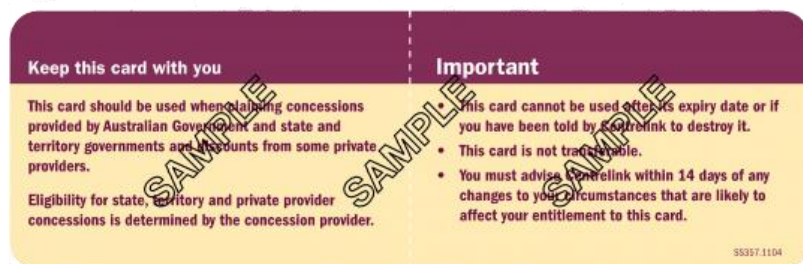 Keep this card with you
This card should be used when claiming concessions
provided by Australian Government and state and
territory governments and discounts from some private
providers.
Eligibility for state, territory and private provider
concessions is determined by the concession provider.
Important
• This card cannot be used after its expiry date or if
you have been told by Centrelink to destroy it.
• This card is not transferable.
• You must advise Centrelink within 14 days of any
changes to your circumstances that are likely to
affect your entitlement to this card.
SS357.1104
SAMPLE
SAMPLE
SAMPLE
SAMPLE